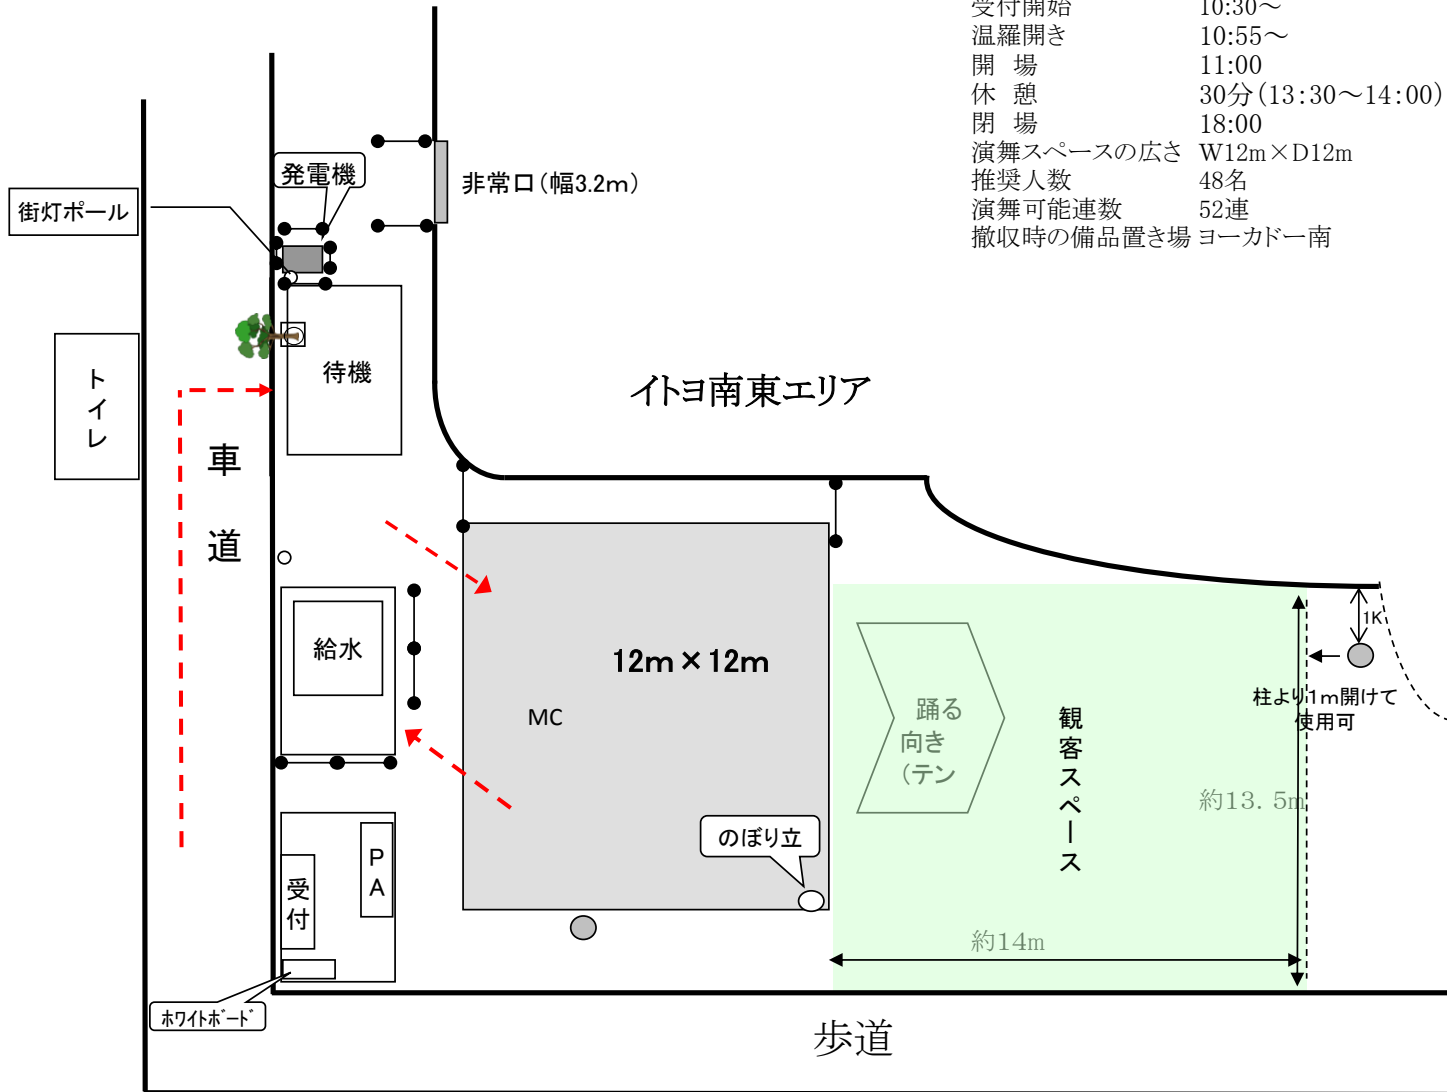 受付開始 10:30～
温羅開き 10:55～
開 場 11:00
休 憩 30分(13:30～14:00)
閉 場 18:00
演舞スペースの広さ W12m×D12m
推奨人数 48名
演舞可能連数 52連
撤収時の備品置き場 ヨーカドー南
発電機
非常口(幅3.2m)
街灯ポール
トイレ
待機
イトヨ南東エリア
車道
給水
12m×12m
MC
踊る
向き
(テン
観客スペース
1K
柱より1m開けて
使用可
約13.5m
のぼり立
PA
受付
約14m
ホワイトボード
歩道